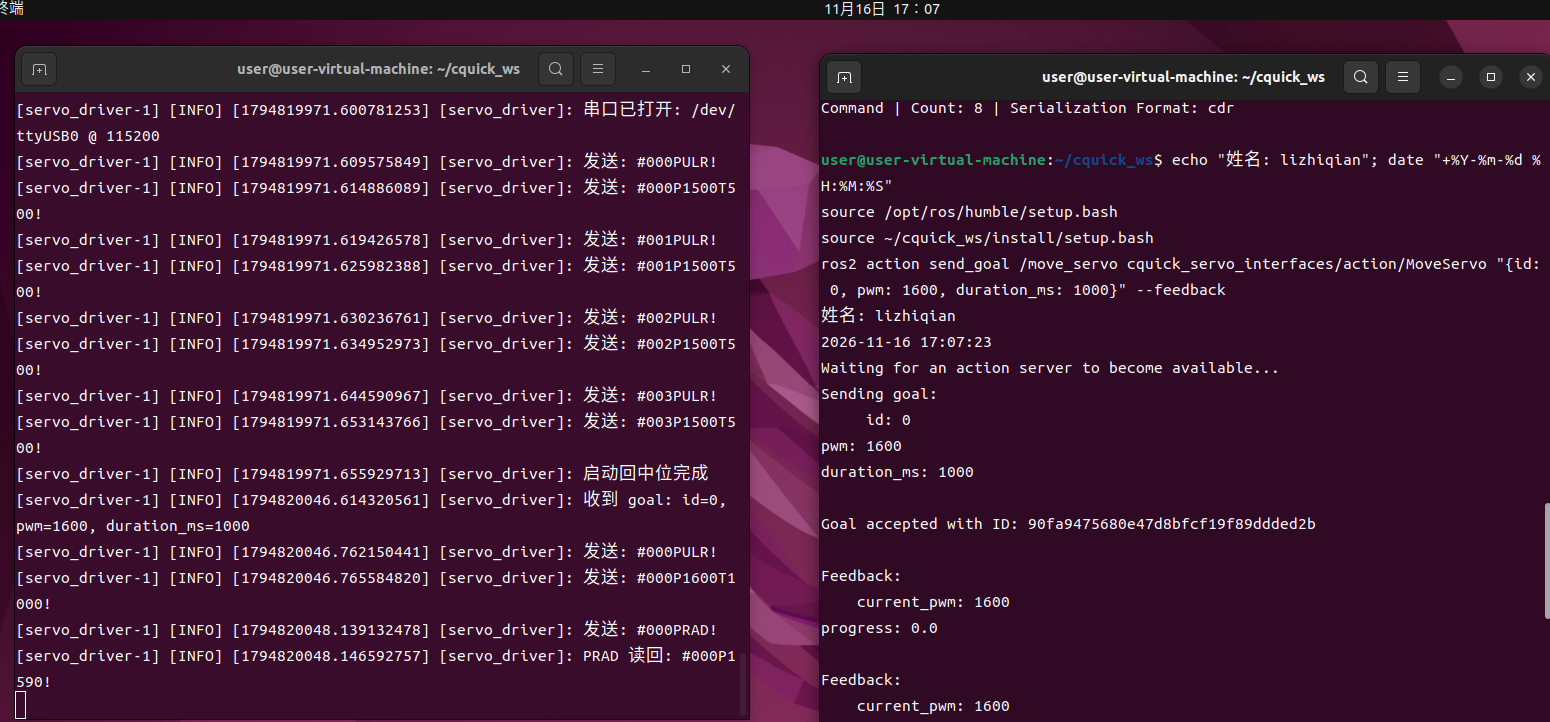 终端
11月16日 17：07
user@user-virtual-machine: ~/cquick_ws
[servo_driver-1] [INFO] [1794819971.600781253] [servo_driver]: 串口已打开: /dev/
ttyUSB0 @ 115200
[servo_driver-1] [INFO] [1794819971.609575849] [servo_driver]: 发送: #000PULR!
[servo_driver-1] [INFO] [1794819971.614886089] [servo_driver]: 发送: #000P1500T5
00!
[servo_driver-1] [INFO] [1794819971.619426578] [servo_driver]: 发送: #001PULR!
[servo_driver-1] [INFO] [1794819971.625982388] [servo_driver]: 发送: #001P1500T5
00!
[servo_driver-1] [INFO] [1794819971.630236761] [servo_driver]: 发送: #002PULR!
[servo_driver-1] [INFO] [1794819971.634952973] [servo_driver]: 发送: #002P1500T5
00!
[servo_driver-1] [INFO] [1794819971.644590967] [servo_driver]: 发送: #003PULR!
[servo_driver-1] [INFO] [1794819971.653143766] [servo_driver]: 发送: #003P1500T5
00!
[servo_driver-1] [INFO] [1794819971.655929713] [servo_driver]: 启动回中位完成
[servo_driver-1] [INFO] [1794820046.614320561] [servo_driver]: 收到 goal: id=0,
pwm=1600, duration_ms=1000
[servo_driver-1] [INFO] [1794820046.762150441] [servo_driver]: 发送: #000PULR!
[servo_driver-1] [INFO] [1794820046.765584820] [servo_driver]: 发送: #000P1600T1
000!
[servo_driver-1] [INFO] [1794820048.139132478] [servo_driver]: 发送: #000PRAD!
[servo_driver-1] [INFO] [1794820048.146592757] [servo_driver]: PRAD 读回: #000P1
590!
user@user-virtual-machine: ~/cquick_ws
Command | Count: 8 | Serialization Format: cdr
user@user-virtual-machine:~/cquick_ws$ echo "姓名: lizhiqian"; date "+%Y-%m-%d %
H:%M:%S"
source /opt/ros/humble/setup.bash
source ~/cquick_ws/install/setup.bash
ros2 action send_goal /move_servo cquick_servo_interfaces/action/MoveServo "{id:
 0, pwm: 1600, duration_ms: 1000}" --feedback
姓名: lizhiqian
2026-11-16 17:07:23
Waiting for an action server to become available...
Sending goal:
     id: 0
pwm: 1600
duration_ms: 1000
Goal accepted with ID: 90fa9475680e47d8bfcf19f89ddded2b
Feedback:
    current_pwm: 1600
progress: 0.0
Feedback:
    current_pwm: 1600